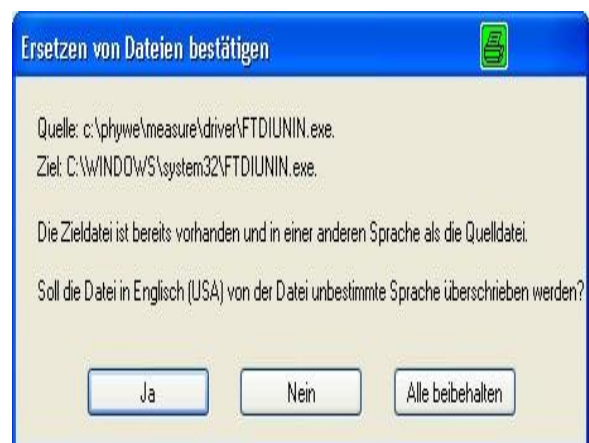 Ersetzen von Dateien bestätigen
Quelle: c:\phywe\measure\driver\FTDIUNIN.exe.
Ziel: C:\WINDOWS\system32\FTDIUNIN.exe.
Die Zieldatei ist bereits vorhanden und in einer anderen Sprache als die Quelldatei.
Soll die Datei in Englisch (USA) von der Datei unbestimmte Sprache überschrieben werden?
Ja
Nein
Alle beibehalten